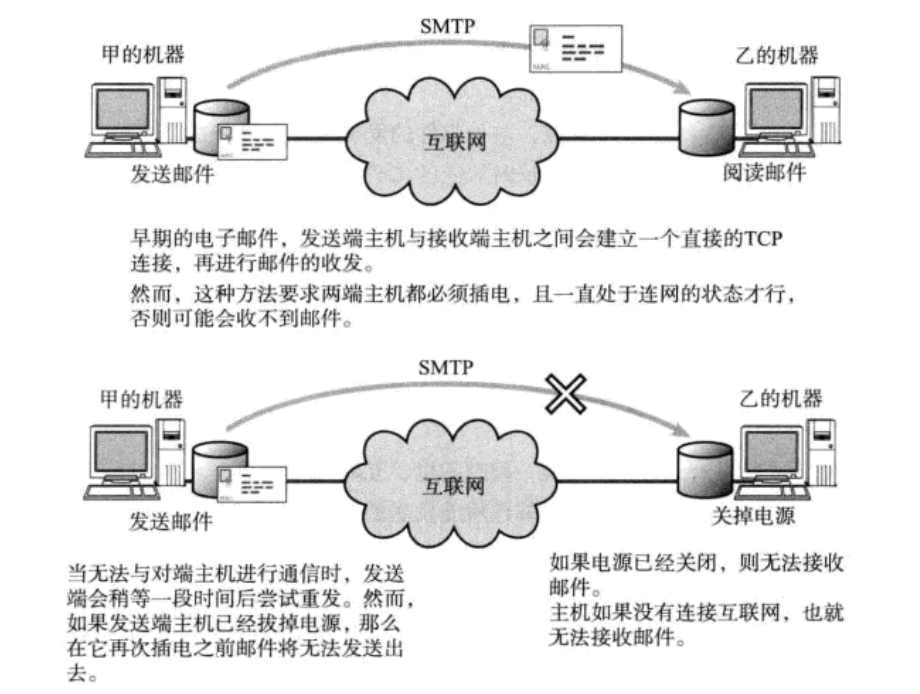 SMTP
甲的机器
乙的机器
互联网
发送邮件
阅读邮件
早期的电子邮件，发送端主机与接收端主机之间会建立一个直接的TCP
连接，再进行邮件的收发。
然而，这种方法要求两端主机都必须插电，且一直处于连网的状态才行，
否则可能会收不到邮件。
SMTP
甲的机器
乙的机器
互联网
发送邮件
关掉电源
当无法与对端主机进行通信时，发送
端会稍等一段时间后尝试重发。然而，
如果发送端主机已经拔掉电源，那么
在它再次插电之前邮件将无法发送出
去。
如果电源已经关闭，则无法接收
邮件。
主机如果没有连接互联网，也就
无法接收邮件。